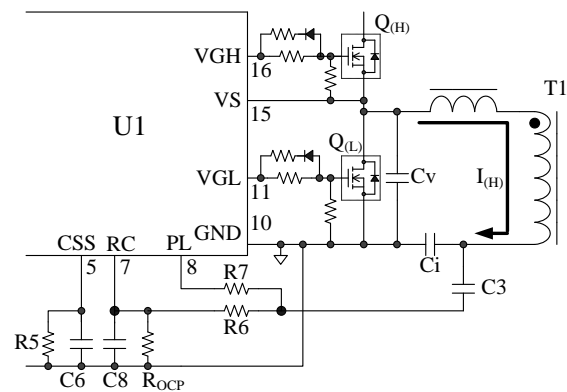 Q(H)
VGH
16
T1
VS
15
U1
Q(L)
I(H)
Cv
VGL
11
10
GND
CSS RC PL
5 7 8
Ci
R7
C3
R6
R5
C6 C8 ROCP